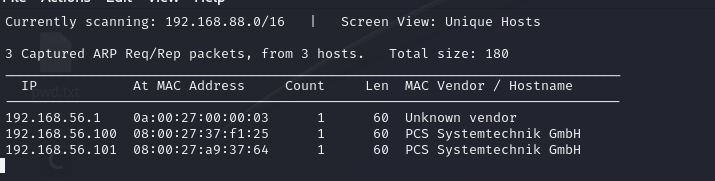 Currently scanning: 192.168.88.0/16   |   Screen View: Unique Hosts
3 Captured ARP Req/Rep packets, from 3 hosts.   Total size: 180
IP            At MAC Address     Count     Len  MAC Vendor / Hostname
192.168.56.1    0a:00:27:00:00:03      1      60  Unknown vendor
192.168.56.100  08:00:27:37:f1:25      1      60  PCS Systemtechnik GmbH
192.168.56.101  08:00:27:a9:37:64      1      60  PCS Systemtechnik GmbH